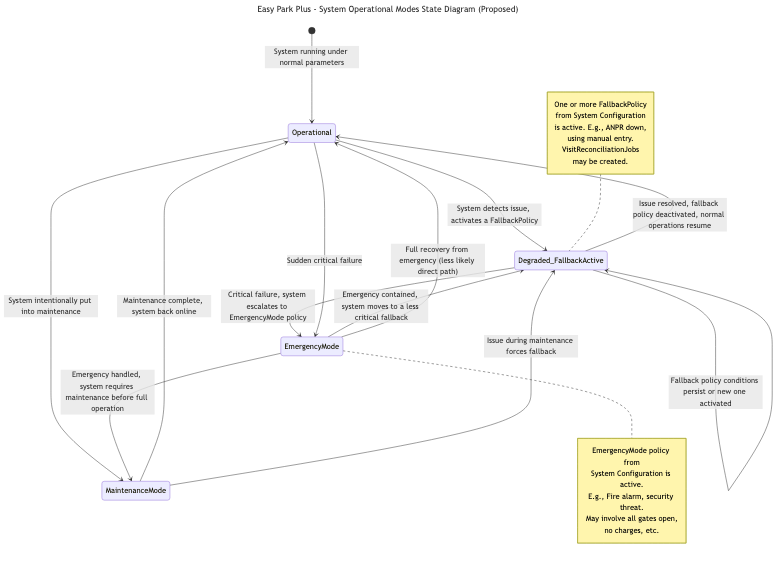 Easy Park Plus - System Operational Modes State Diagram (Proposed)
System running under
normal parameters
One or more FallbackPolicy
from System Configuration
is active. E.g., ANPR down,
using manual entry.
VisitReconciliationJobs
may be created.
Operational
System detects issue,
activates a FallbackPolicy
Issue resolved, fallback
policy deactivated, normal
operations resume
Sudden critical failure
Full recovery from
emergency (less likely
direct path)
Degraded_FallbackActive
System intentionally put
into maintenance
Maintenance complete,
system back online
Critical failure, system
escalates to
EmergencyMode policy
Emergency contained,
system moves to a less
critical fallback
EmergencyMode
Issue during maintenance
forces fallback
Emergency handled,
system requires
maintenance before full
operation
Fallback policy conditions
persist or new one
activated
MaintenanceMode
EmergencyMode policy
from
System Configuration is
active.
E.g., Fire alarm, security
threat.
May involve all gates open,
no charges, etc.